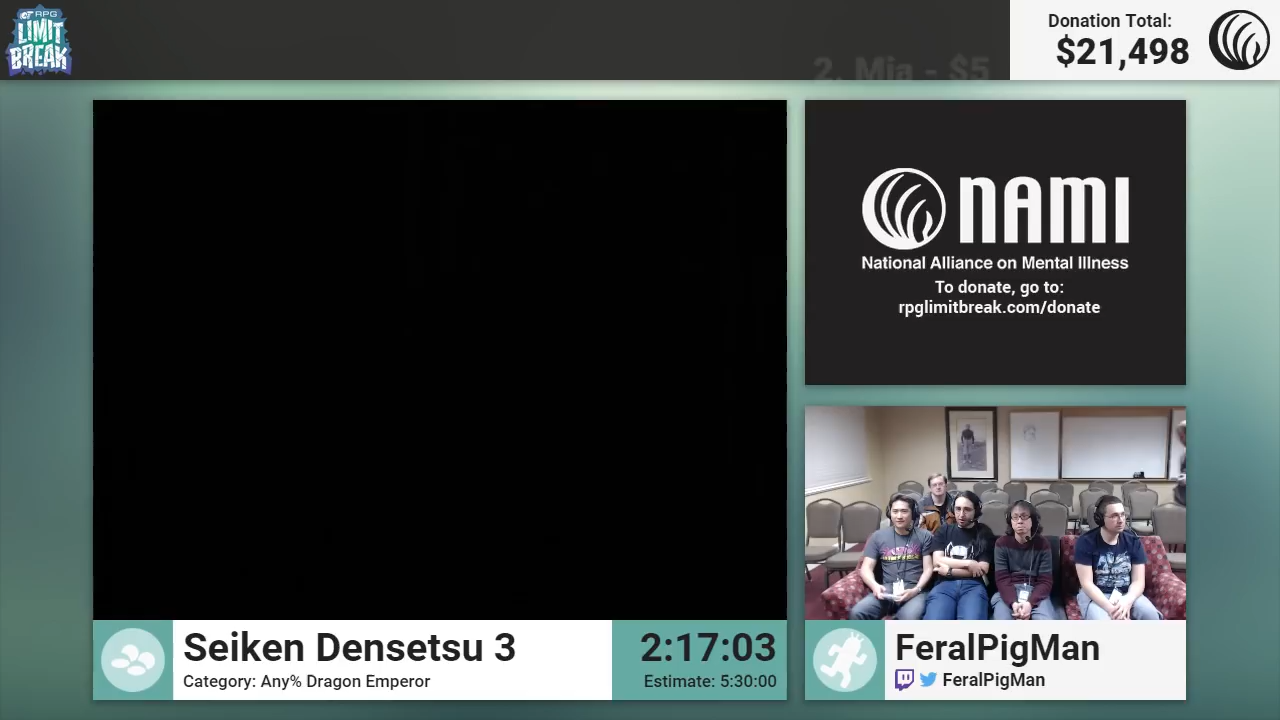 RPG
LIMIT
BREAK
2. Mia - $5
Donation Total:
$21,498
NAMI
National Alliance on Mental Illness
To donate, go to:
rpglimitbreak.com/donate
Seiken Densetsu 3
Category: Any% Dragon Emperor
2:17:03
Estimate: 5:30:00
FeralPigMan
FeralPigMan